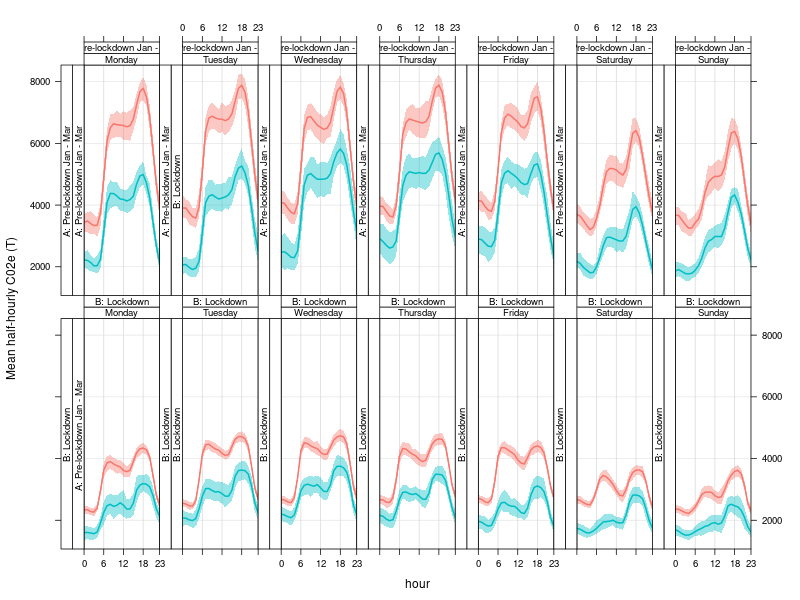 0 6 12 18 23 0 6 12 18 23 0 6 12 18 23
re-lockdown Jan - re-lockdown Jan - re-lockdown Jan - re-lockdown Jan - re-lockdown Jan - re-lockdown Jan - re-lockdown Jan -
Monday Tuesday Wednesday Thursday Friday Saturday Sunday
8000
6000
4000
2000
A: Pre-lockdown Jan - Mar
A: Pre-lockdown Jan - Mar
A: Pre-lockdown Jan - Mar
B: Lockdown
A: Pre-lockdown Jan - Mar
A: Pre-lockdown Jan - Mar
A: Pre-lockdown Jan - Mar
A: Pre-lockdown Jan - Mar
A: Pre-lockdown Jan - Mar
Mean half-hourly C02e (T)
B: Lockdown B: Lockdown B: Lockdown B: Lockdown B: Lockdown B: Lockdown B: Lockdown
Monday Tuesday Wednesday Thursday Friday Saturday Sunday
B: Lockdown
A: Pre-lockdown Jan - Mar
B: Lockdown
B: Lockdown
B: Lockdown
B: Lockdown
B: Lockdown
B: Lockdown
B: Lockdown
8000
6000
4000
2000
0 6 12 18 23 0 6 12 18 23 0 6 12 18 23 0 6 12 18 23
hour